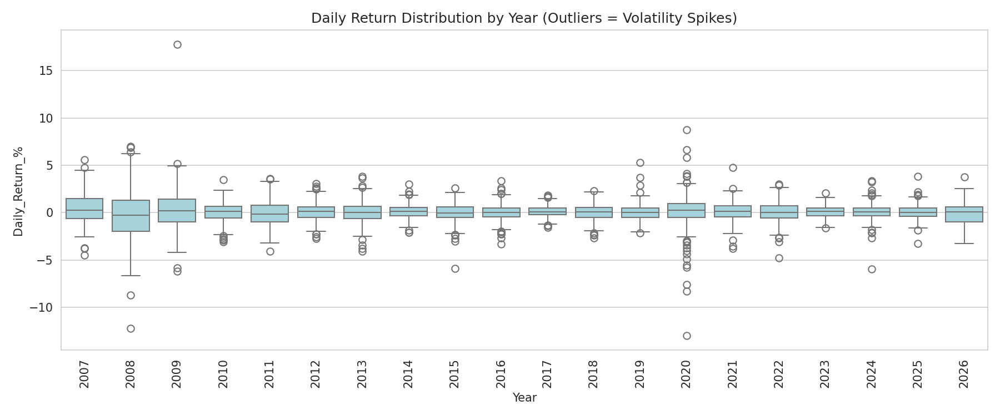 Daily Return Distribution by Year (Outliers = Volatility Spikes)
Daily_Return_%
15
10
5
0
−5
−10
2007 2008 2009 2010 2011 2012 2013 2014 2015 2016 2017 2018 2019 2020 2021 2022 2023 2024 2025 2026
Year